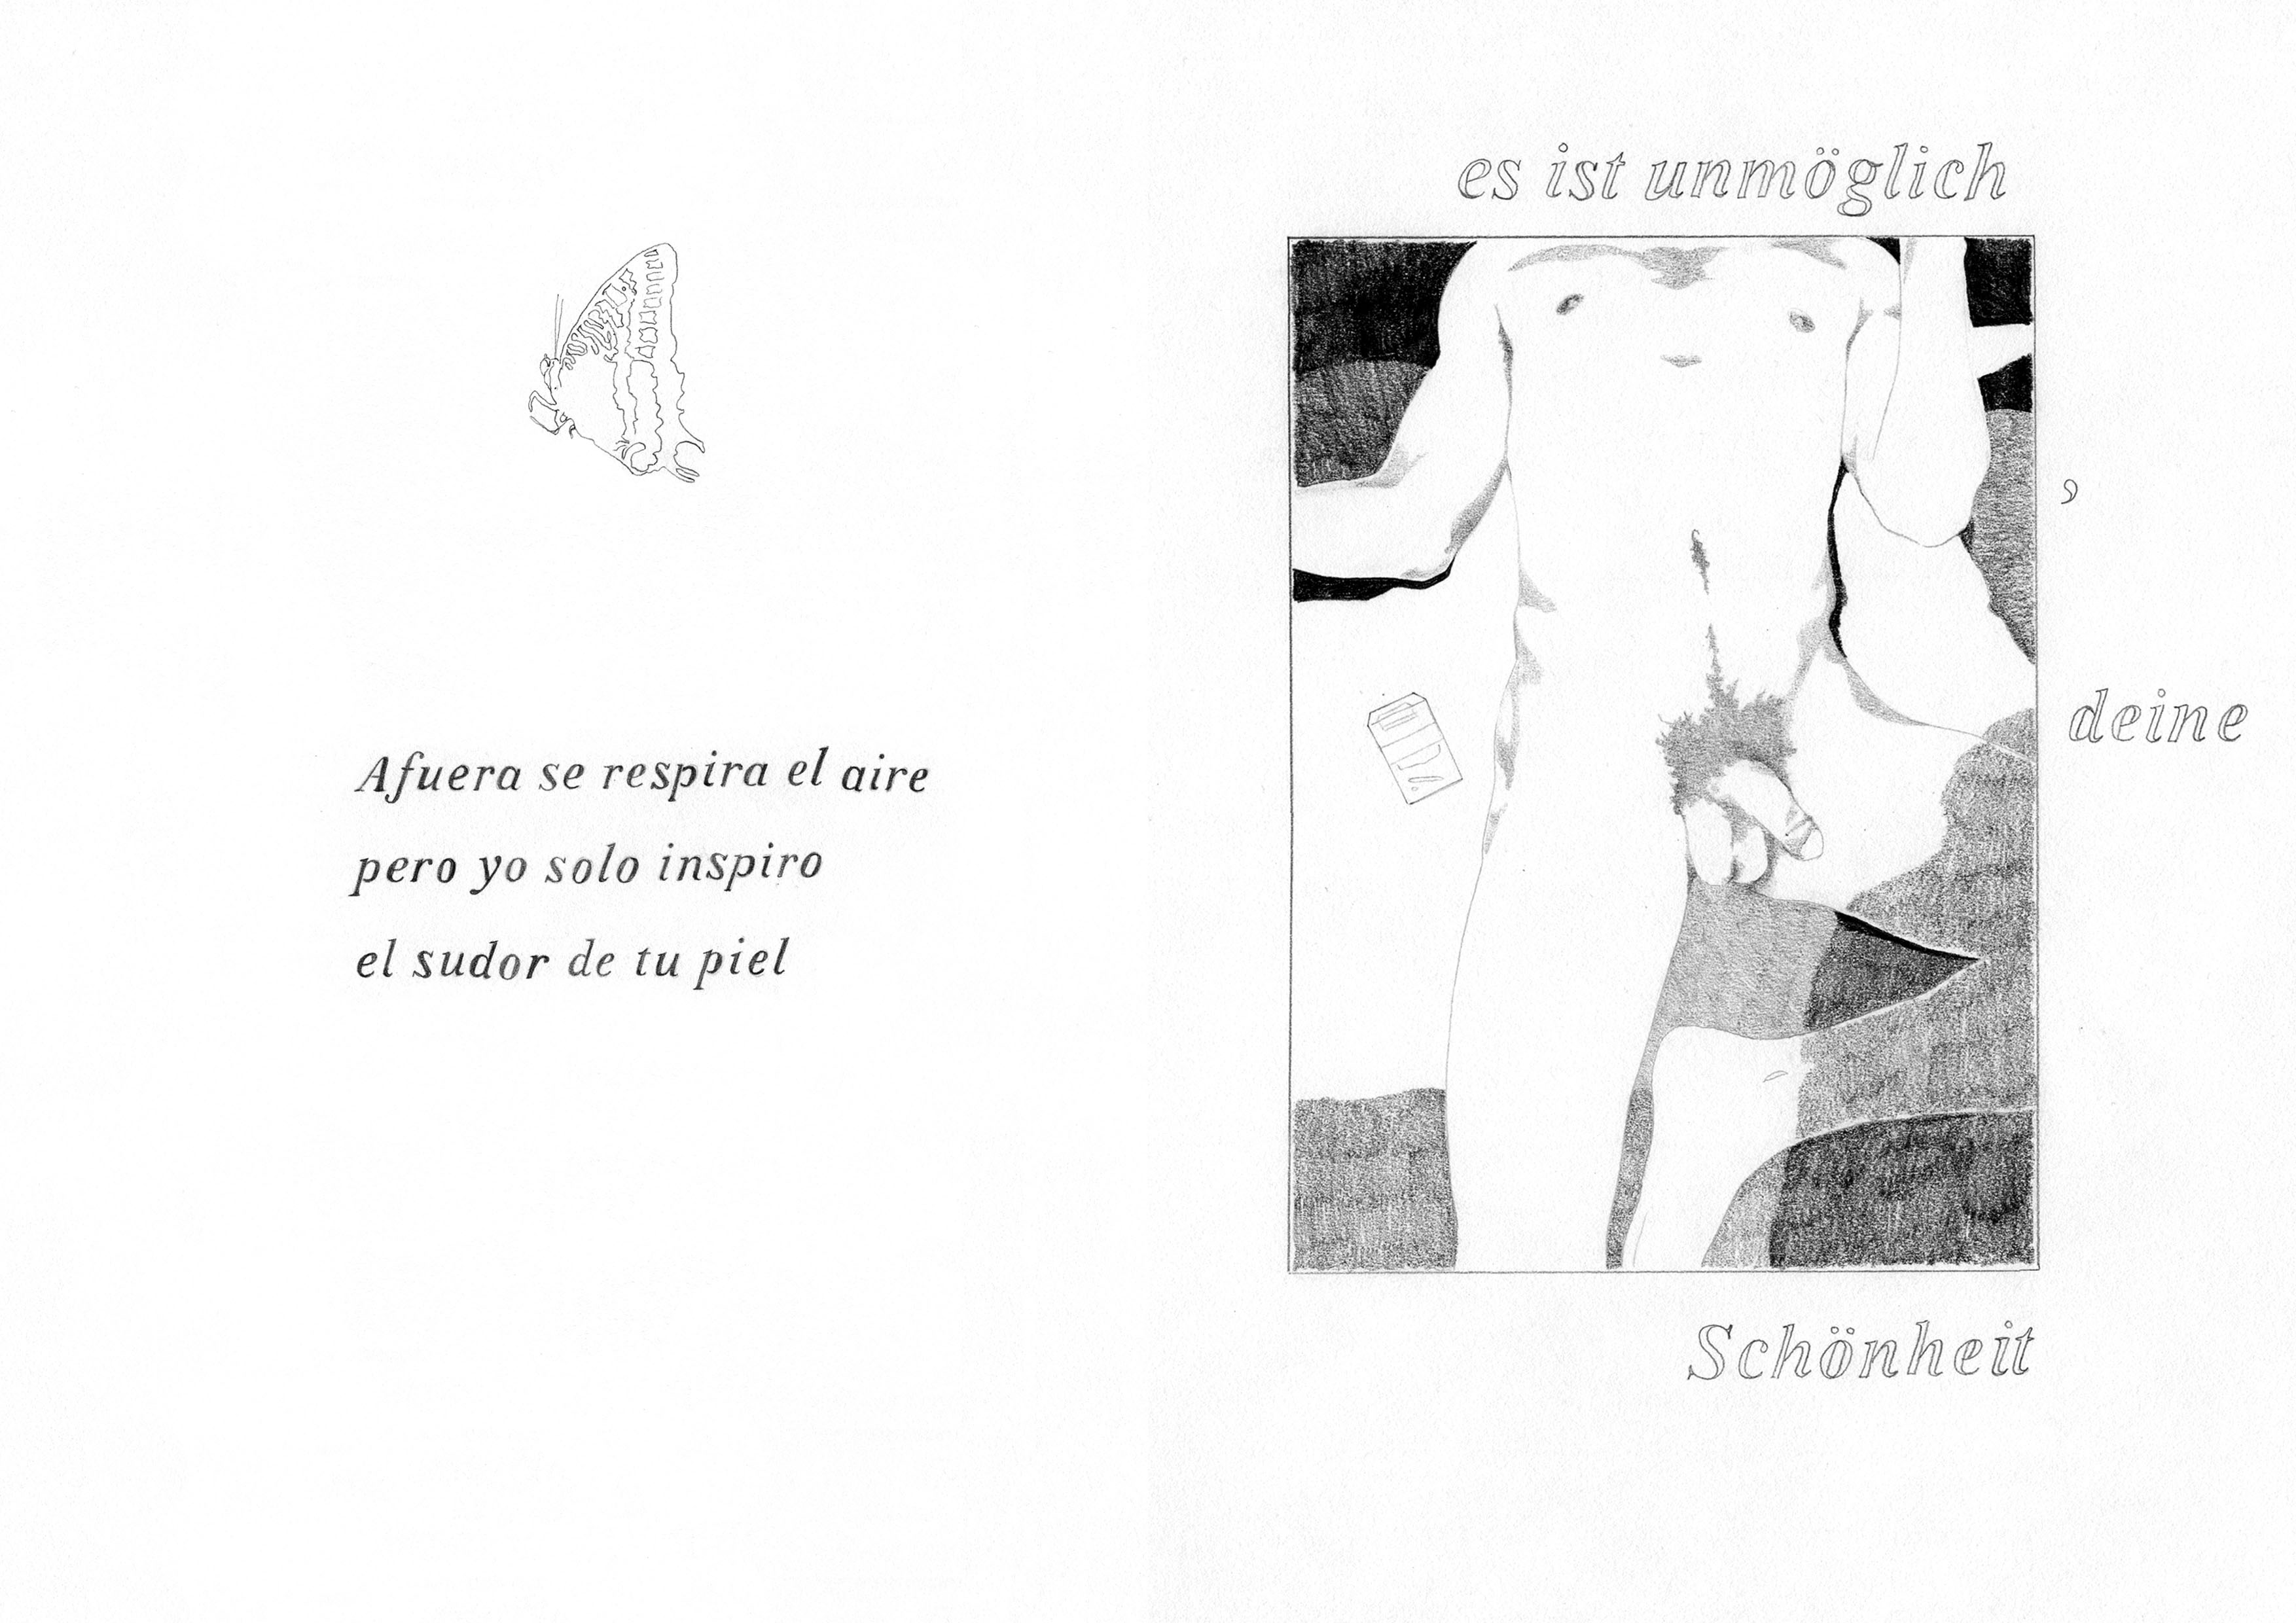 Afuera se respira el aire
pero yo solo inspiro
el sudor de tu piel
es ist unmöglich
,
deine
Schönheit